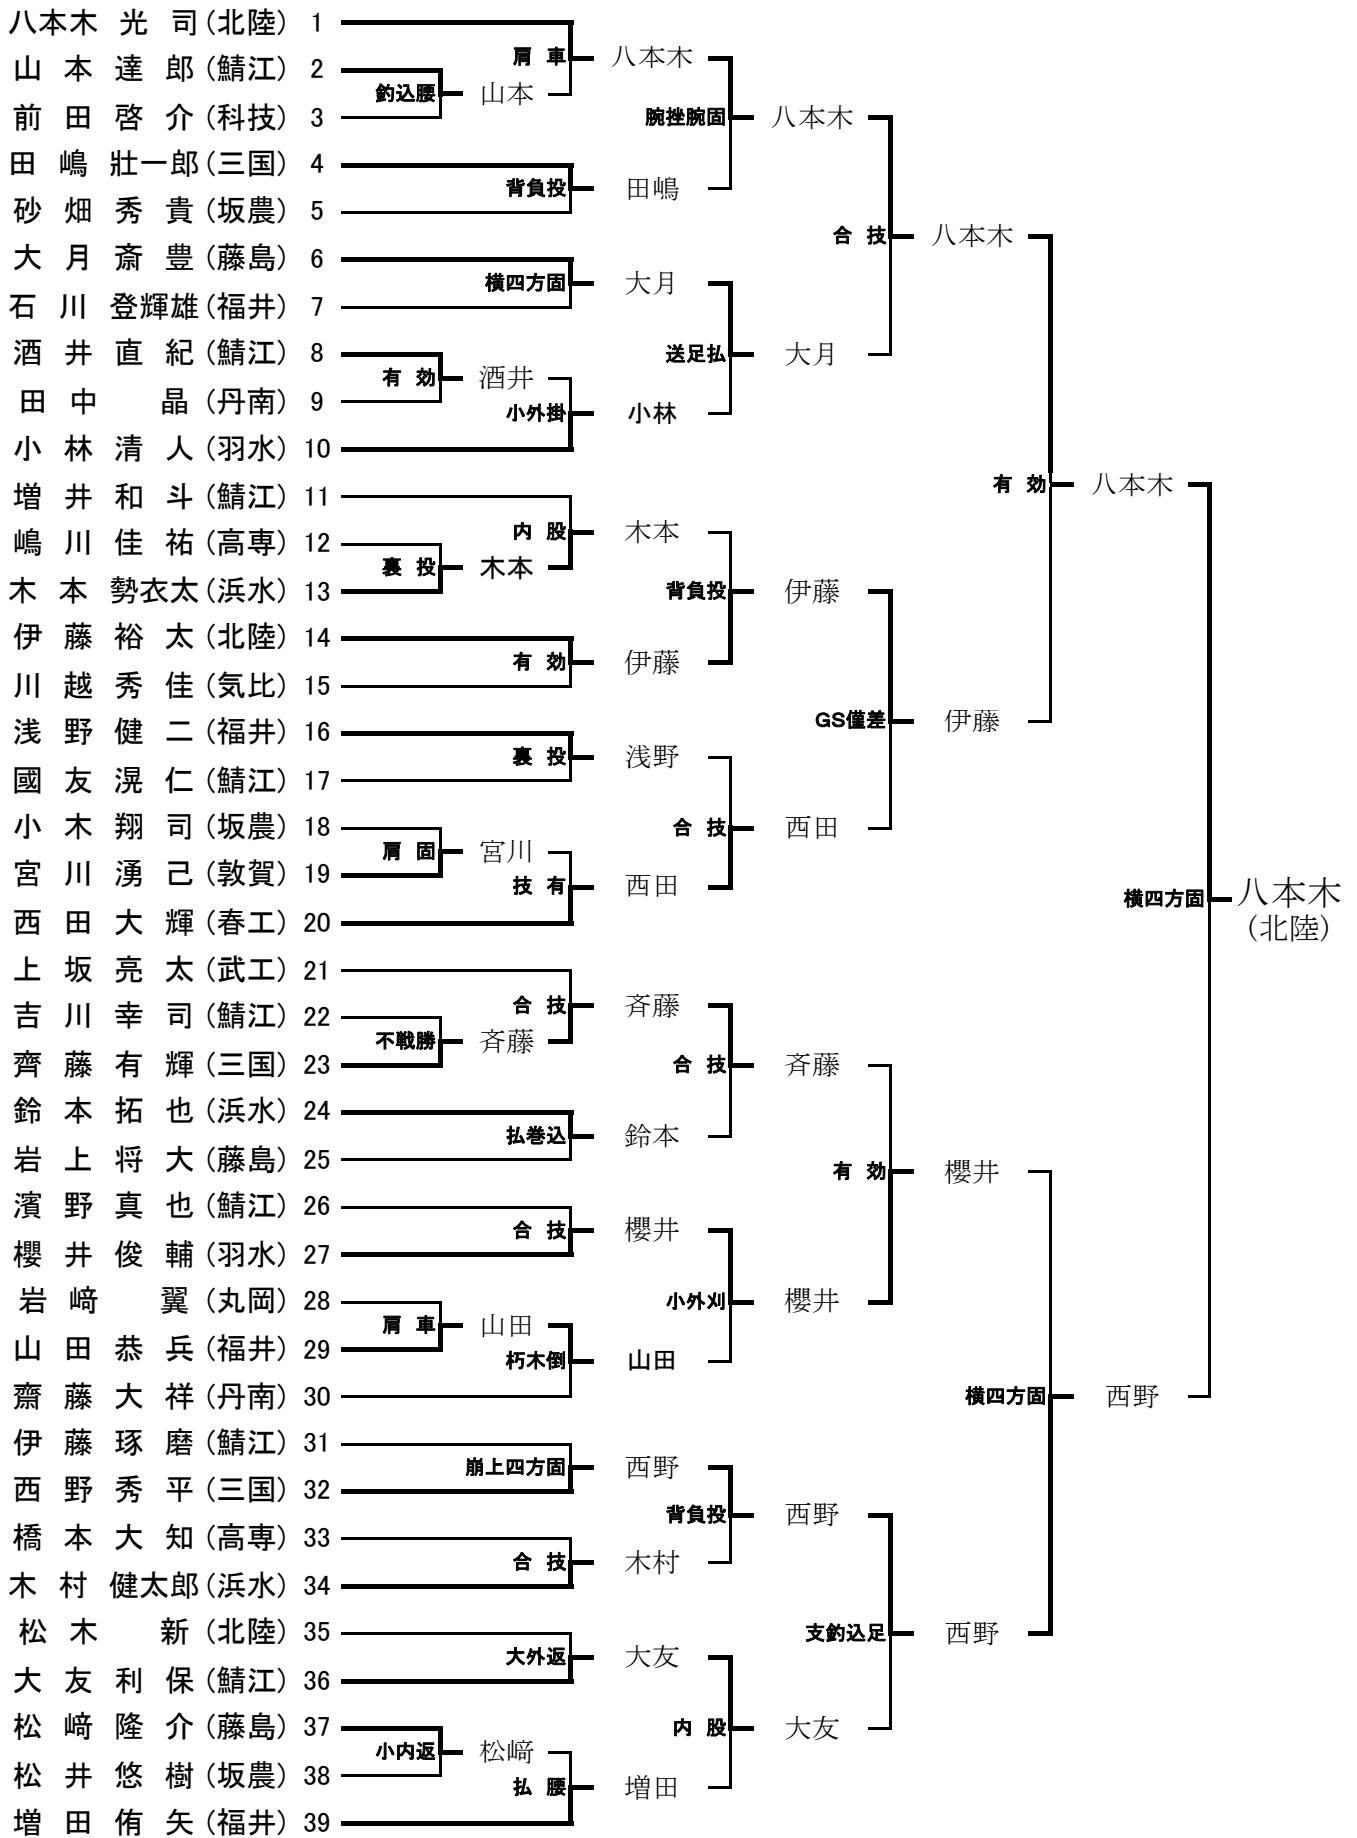 八本木 光 司(北陸) 1
山 本 達 郎(鯖江) 2
前 田 啓 介(科技) 3
田 嶋 壯一郎(三国) 4
砂 畑 秀 貴(坂農) 5
大 月 斎 豊(藤島) 6
石 川 登輝雄(福井) 7
酒 井 直 紀(鯖江) 8
田 中 晶(丹南) 9
小 林 清 人(羽水) 10
増 井 和 斗(鯖江) 11
嶋 川 佳 祐(高専) 12
木 本 勢衣太(浜水) 13
伊 藤 裕 太(北陸) 14
川 越 秀 佳(気比) 15
浅 野 健 二(福井) 16
國 友 滉 仁(鯖江) 17
小 木 翔 司(坂農) 18
宮 川 湧 己(敦賀) 19
西 田 大 輝(春工) 20
上 坂 亮 太(武工) 21
吉 川 幸 司(鯖江) 22
齊 藤 有 輝(三国) 23
鈴 本 拓 也(浜水) 24
岩 上 将 大(藤島) 25
濱 野 真 也(鯖江) 26
櫻 井 俊 輔(羽水) 27
岩 﨑 翼(丸岡) 28
山 田 恭 兵(福井) 29
齋 藤 大 祥(丹南) 30
伊 藤 琢 磨(鯖江) 31
西 野 秀 平(三国) 32
橋 本 大 知(高専) 33
木 村 健太郎(浜水) 34
松 木 新(北陸) 35
大 友 利 保(鯖江) 36
松 﨑 隆 介(藤島) 37
松 井 悠 樹(坂農) 38
増 田 侑 矢(福井) 39
釣込腰
山本
有 効
酒井
裏 投
木本
肩 固
宮川
不戦勝
斉藤
肩 車
山田
小内返
松﨑
肩 車
八本木
背負投
田嶋
横四方固
大月
小外掛
小林
内 股
木本
有 効
伊藤
裏 投
浅野
技 有
西田
合 技
斉藤
払巻込
鈴本
合 技
櫻井
朽木倒
山田
崩上四方固
西野
合 技
木村
大外返
大友
払 腰
増田
腕挫腕固
八本木
送足払
大月
背負投
伊藤
合 技
西田
合 技
斉藤
小外刈
櫻井
背負投
西野
内 股
大友
合 技
八本木
GS僅差
伊藤
有 効
櫻井
支釣込足
西野
有 効
八本木
横四方固
西野
横四方固
八本木
(北陸)